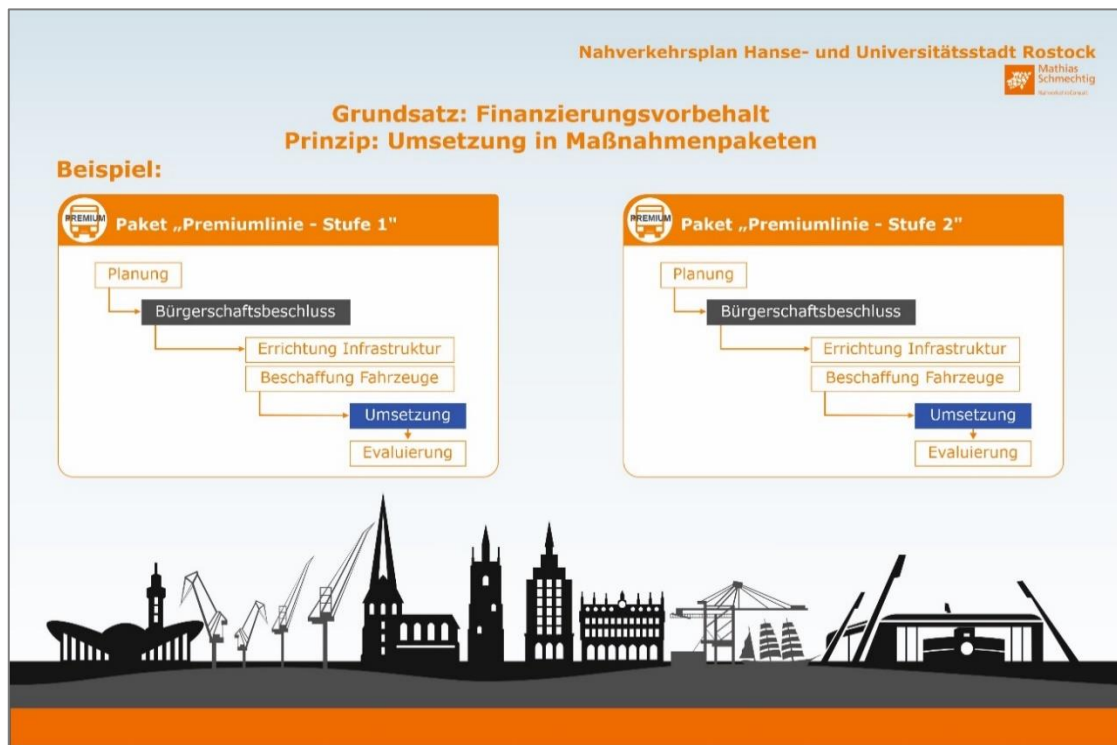 Nahverkehrsplan Hanse- und Universitätsstadt Rostock
Mathias
Schmechtig
NahverkehrsConsult
Grundsatz: Finanzierungsvorbehalt
Prinzip: Umsetzung in Maßnahmenpaketen
Beispiel:
PREMIUM
Paket „Premiumlinie - Stufe 1"
Planung
Bürgerschaftsbeschluss
Errichtung Infrastruktur
Beschaffung Fahrzeuge
Umsetzung
Evaluierung
PREMIUM
Paket „Premiumlinie - Stufe 2"
Planung
Bürgerschaftsbeschluss
Errichtung Infrastruktur
Beschaffung Fahrzeuge
Umsetzung
Evaluierung